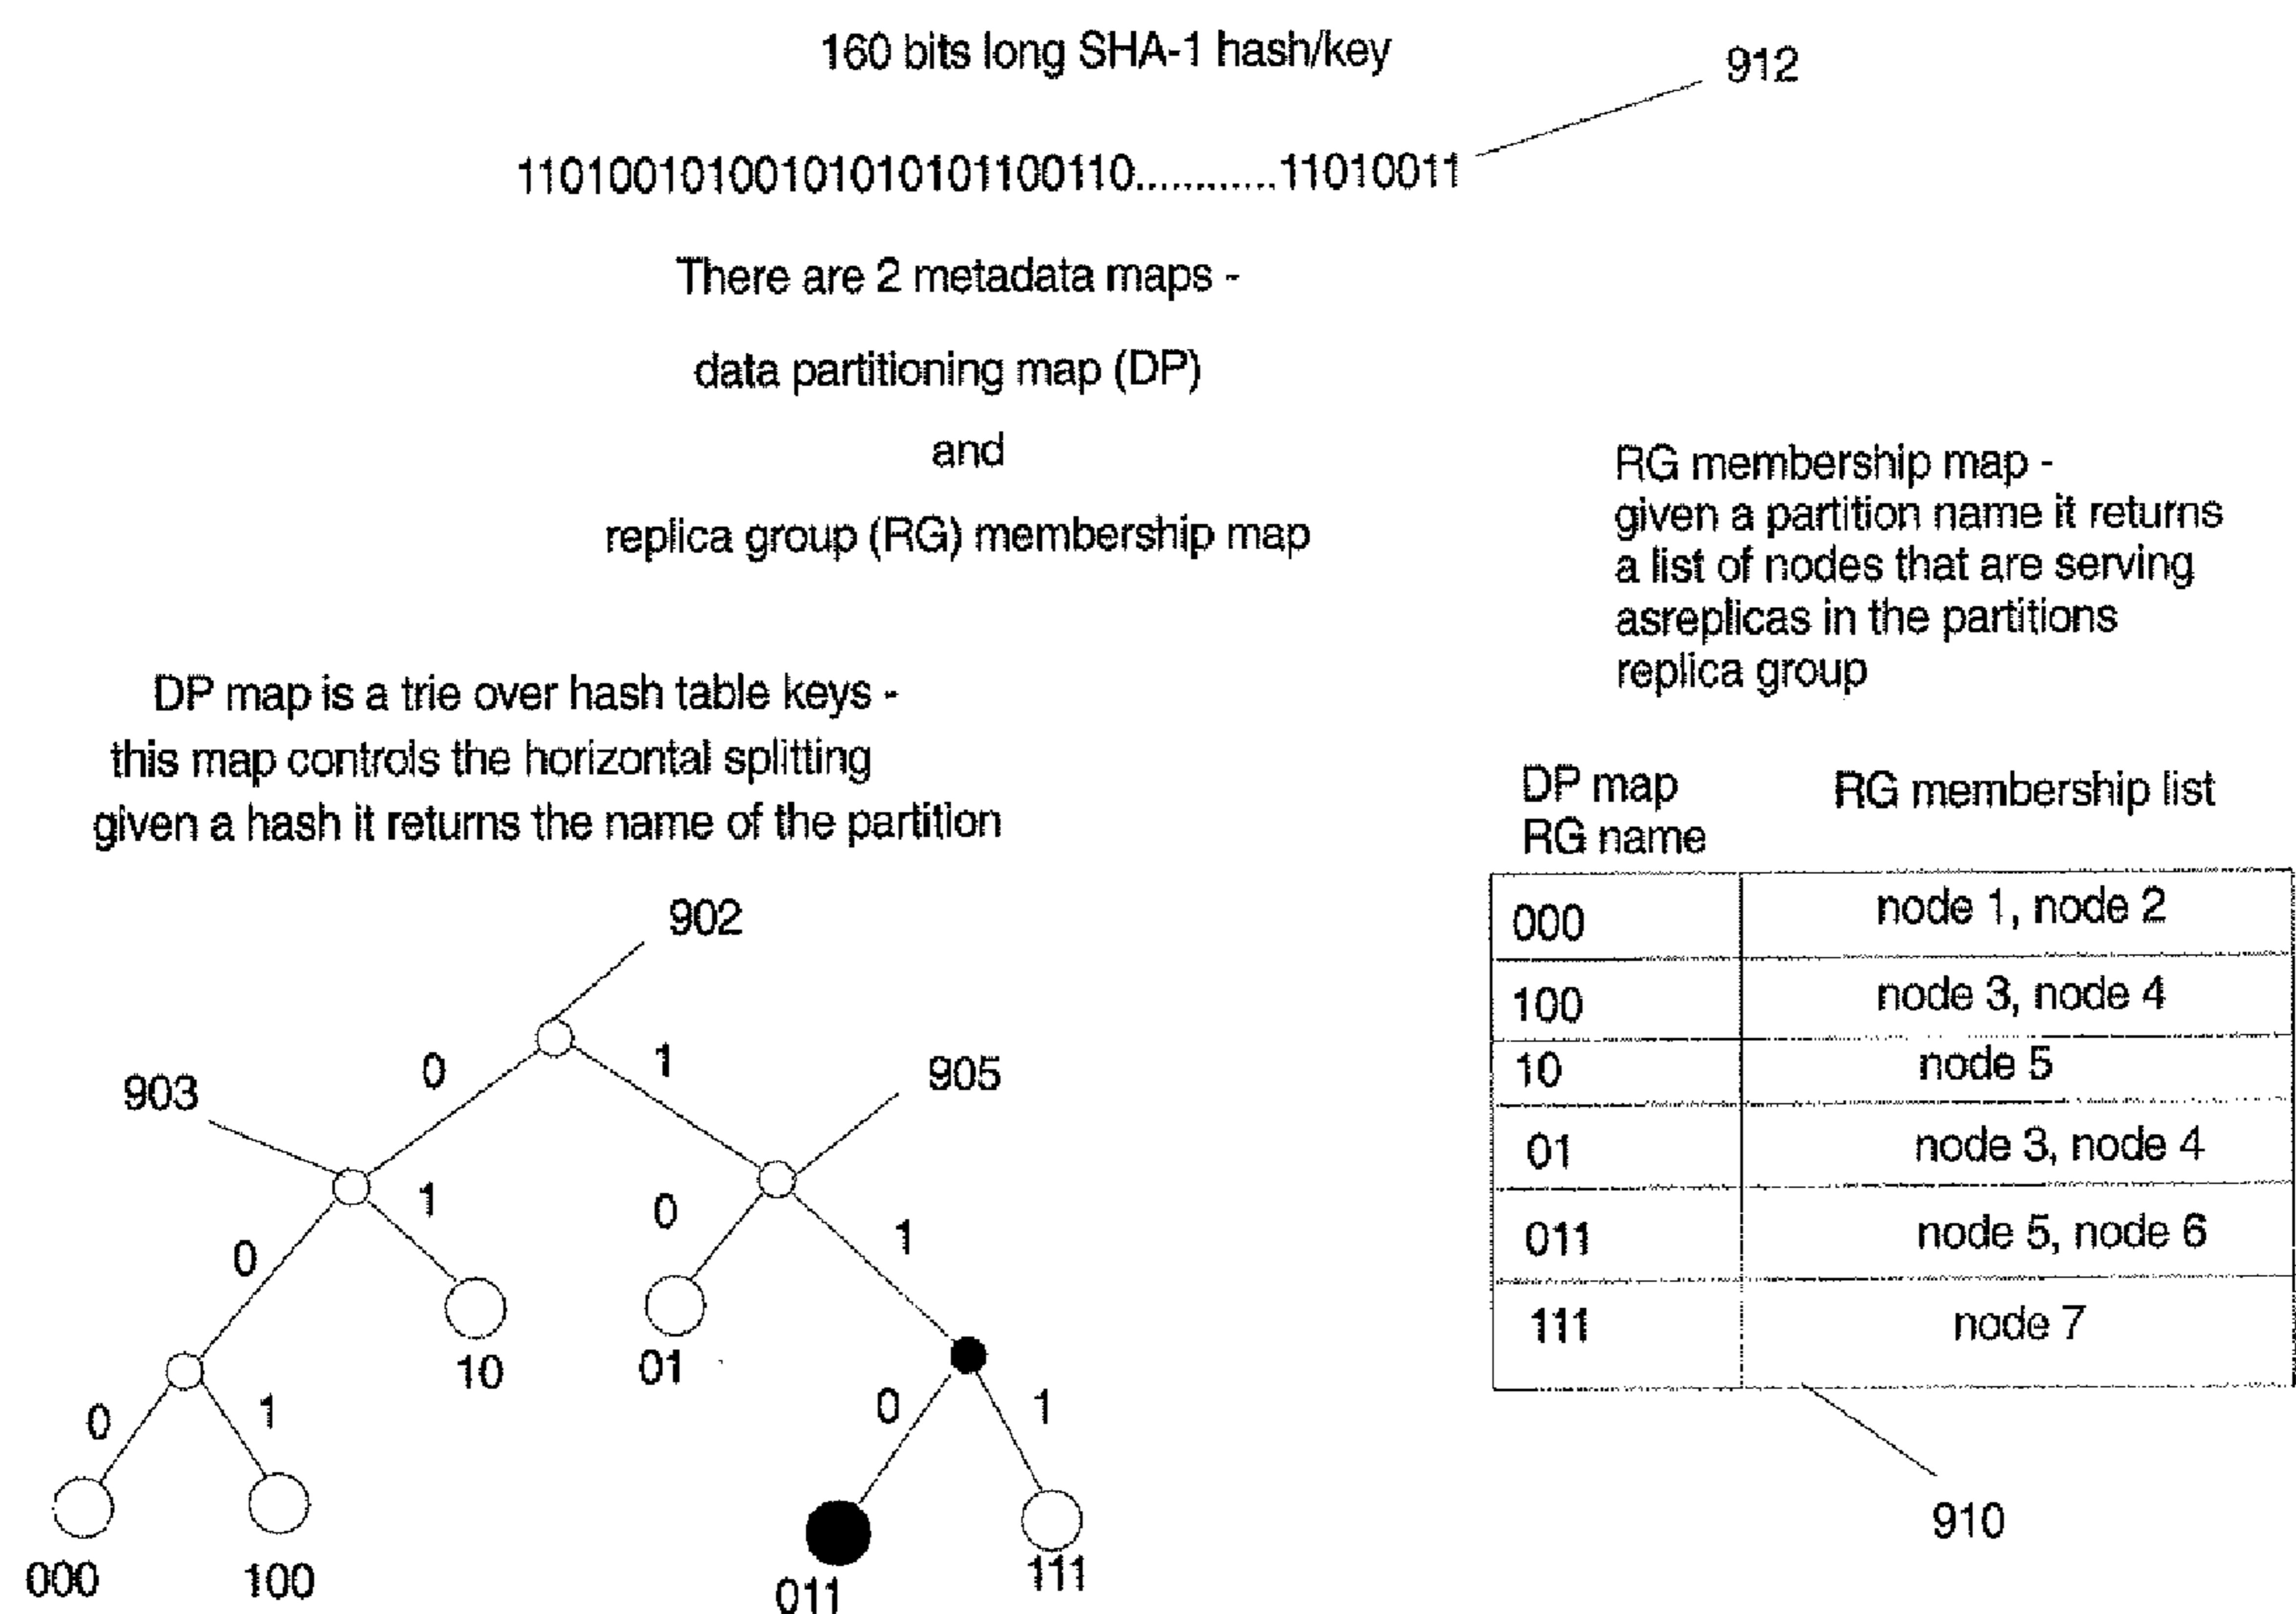 160 bits long SHA-1 hash/key
912
1101001010010101010101100110............11010011
There are 2 metadata maps -
data partitioning map (DP)
and
replica group (RG) membership map
RG membership map -
given a partition name it returns
a list of nodes that are serving
asreplicas in the partitions
replica group
DP map is a trie over hash table keys -
this map controls the horizontal splitting
given a hash it returns the name of the partition
902
0
1
903
905
0
1
0
1
10
01
0
1
0
1
000
100
011
111
DP map
RG name
RG membership list
000 node 1, node 2
100 node 3, node 4
10 node 5
01 node 3, node 4
011 node 5, node 6
111 node 7
910